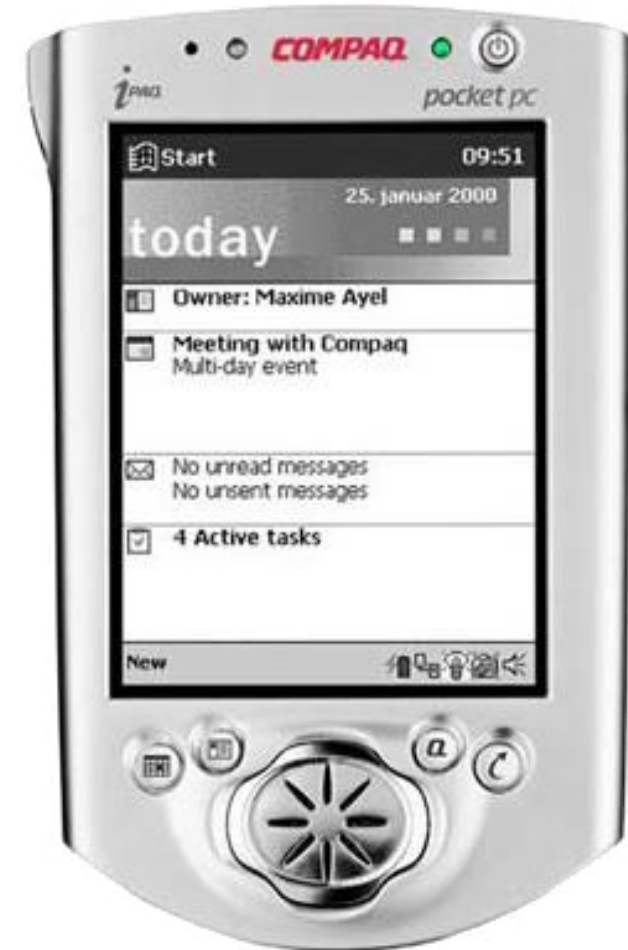 COMPAQ
iPAQ
pocket pc
Start 09:51
25. januar 2000
today
Owner: Maxime Ayel
Meeting with Compaq
Multi-day event
No unread messages
No unsent messages
4 Active tasks
New
a